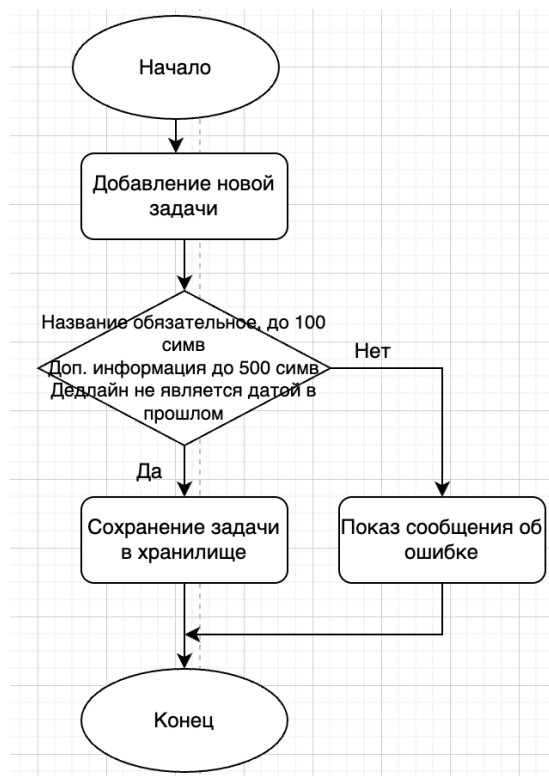 Начало
Добавление новой
задачи
Название обязательное, до 100
симв
Доп. информация до 500 симв
Дедлайн не является датой в
прошлом
Нет
Да
Сохранение задачи
в хранилище
Показ сообщения об
ошибке
Конец